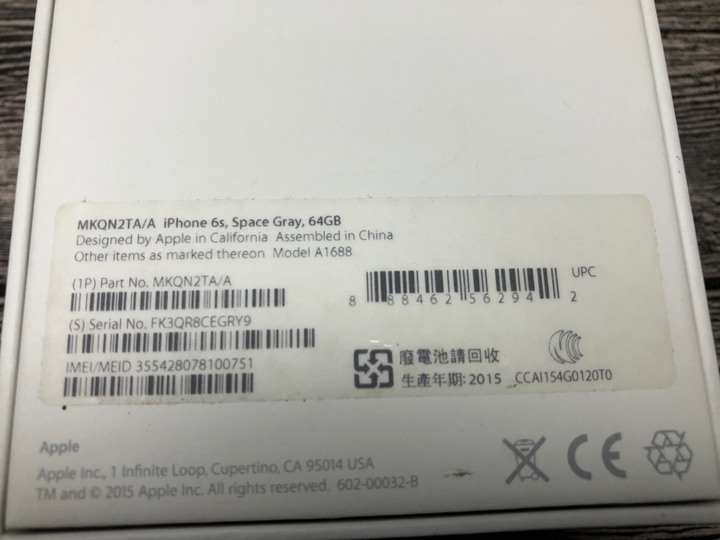 MKQN2TA/A iPhone 6s, Space Gray, 64GB
Designed by Apple in California Assembled in China
Other items as marked thereon Model A1688
(1P) Part No. MKQN2TA/A
UPC
8 88462 56294 2
(S) Serial No. FK3QR8CEGRY9
IMEI/MEID 355428078100751
廢電池請回收
生產年期: 2015 CCAI154G0120T0
Apple
Apple Inc., 1 Infinite Loop, Cupertino, CA 95014 USA
TM and © 2015 Apple Inc. All rights reserved. 602-00032-B
CE